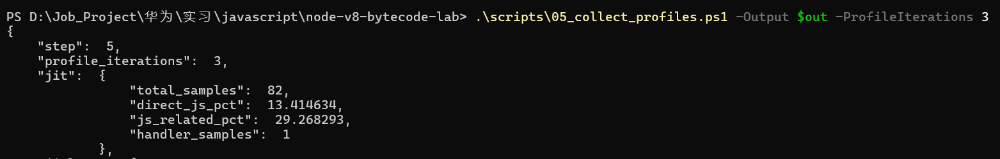 PS D:\Job_Project\华为\实习\javascript\node-v8-bytecode-lab> .\scripts\05_collect_profiles.ps1 -Output $out -ProfileIterations 3
{
    "step":  5,
    "profile_iterations":  3,
    "jit":  {
                "total_samples":  82,
                "direct_js_pct":  13.414634,
                "js_related_pct":  29.268293,
                "handler_samples":  1
            },